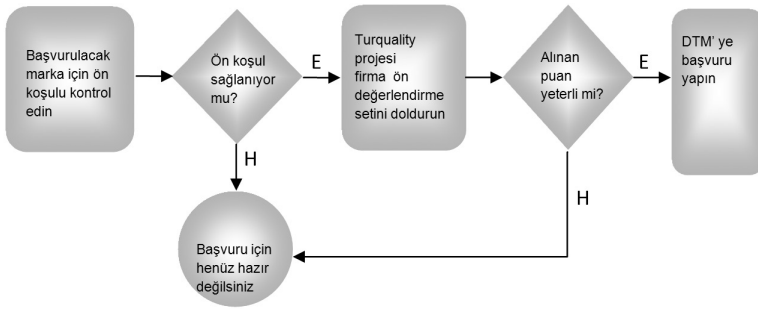 Başvurulacak
marka için ön
koşulu kontrol
edin
Ön koşul
sağlanıyor
mu?
E
Turquality
projesi
firma ön
değerlendirme
setini doldurun
Alınan
puan
yeterli mi?
E
DTM' ye
başvuru
yapın
H
H
Başvuru için
henüz hazır
değilsiniz